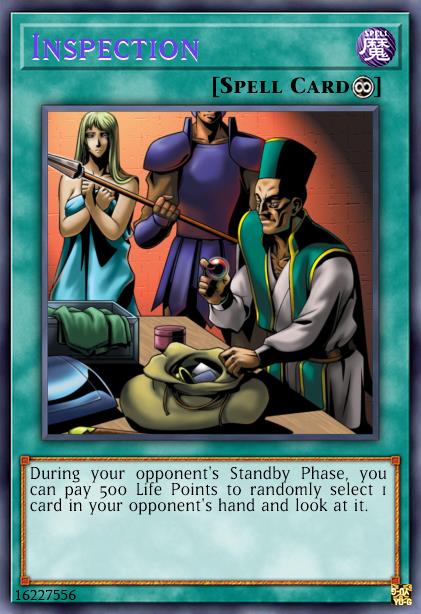 Inspection
SPELL
魔
[Spell Card]
During your opponent's Standby Phase, you
can pay 500 Life Points to randomly select 1
card in your opponent's hand and look at it.
16227556